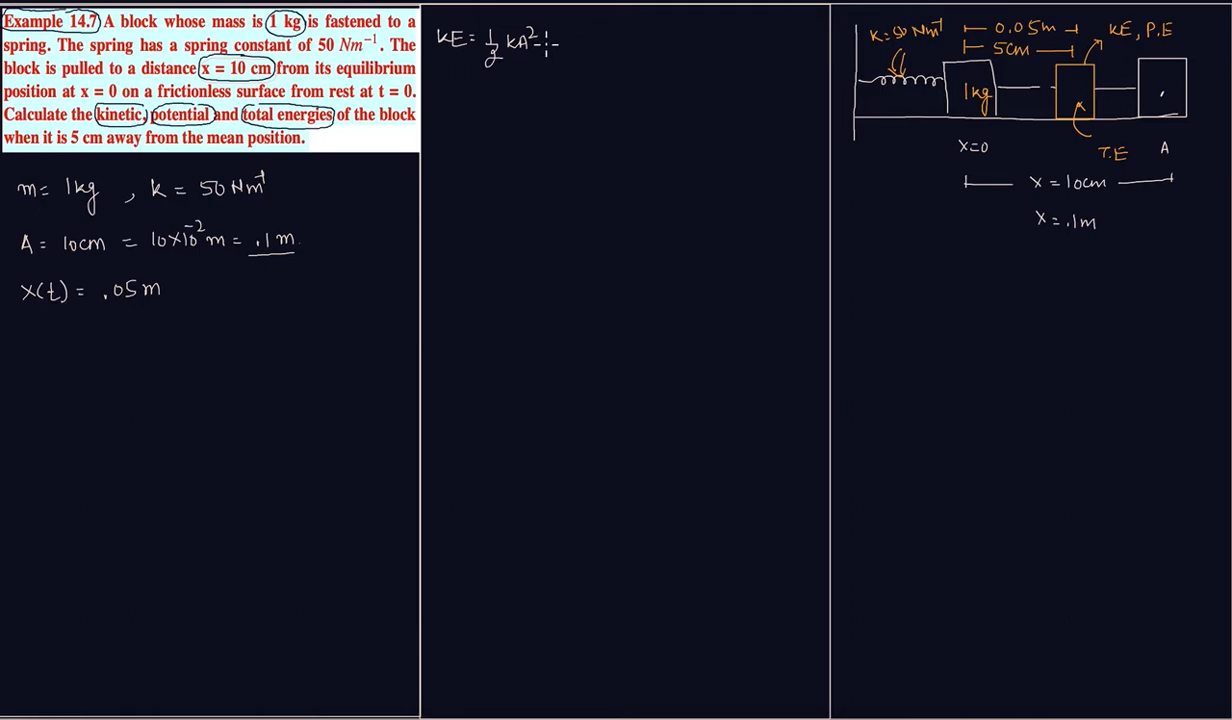 Example 14.7 A block whose mass is 1 kg is fastened to a
spring. The spring has a spring constant of 50 Nm⁻¹. The
block is pulled to a distance x = 10 cm from its equilibrium
position at x = 0 on a frictionless surface from rest at t = 0.
Calculate the kinetic, potential and total energies of the block
when it is 5 cm away from the mean position.
m = 1kg , k = 50 Nm⁻¹
A = 10cm = 10×10⁻² m = .1 m
x(t) = .05 m
KE = 1/2 kA² -
K=50 Nm⁻¹
0.05m
5cm
KE, P.E
1kg
x=0
T.E
A
x = 10cm
x = .1m